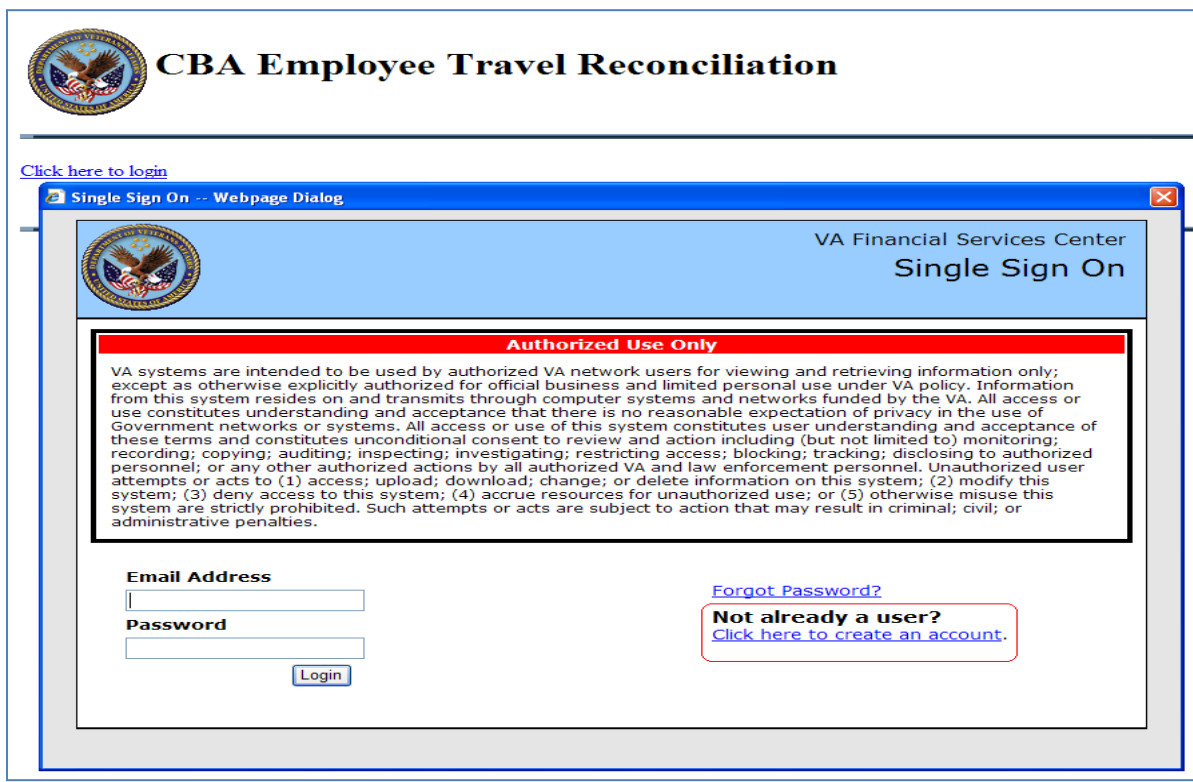 CBA Employee Travel Reconciliation
Click here to login
Single Sign On -- Webpage Dialog
VA Financial Services Center
Single Sign On
Authorized Use Only
VA systems are intended to be used by authorized VA network users for viewing and retrieving information only;
except as otherwise explicitly authorized for official business and limited personal use under VA policy. Information
from this system resides on and transmits through computer systems and networks funded by the VA. All access or
use constitutes understanding and acceptance that there is no reasonable expectation of privacy in the use of
Government networks or systems. All access or use of this system constitutes user understanding and acceptance of
these terms and constitutes unconditional consent to review and action including (but not limited to) monitoring;
recording; copying; auditing; inspecting; investigating; restricting access; blocking; tracking; disclosing to authorized
personnel; or any other authorized actions by all authorized VA and law enforcement personnel. Unauthorized user
attempts or acts to (1) access; upload; download; change; or delete information on this system; (2) modify this
system; (3) deny access to this system; (4) accrue resources for unauthorized use; or (5) otherwise misuse this
system are strictly prohibited. Such attempts or acts are subject to action that may result in criminal; civil; or
administrative penalties.
Email Address
Password
Login
Forgot Password?
Not already a user?
Click here to create an account.